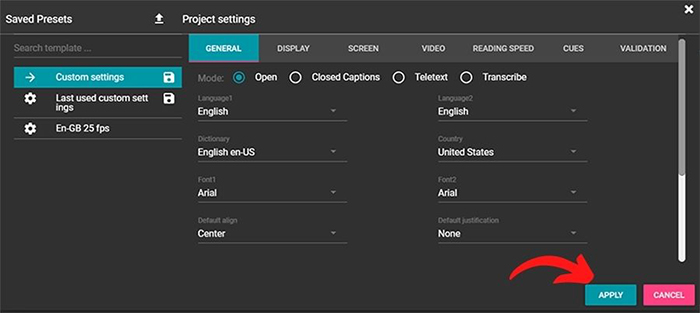 Saved Presets
Project settings
Search template ...
Custom settings
Last used custom sett
ings
En-GB 25 fps
GENERAL DISPLAY SCREEN VIDEO READING SPEED CUES VALIDATION
Mode: Open Closed Captions Teletext Transcribe
Language1 Language2
English English
Dictionary Country
English en-US United States
Font1 Font2
Arial Arial
Default align Default justification
Center None
APPLY CANCEL